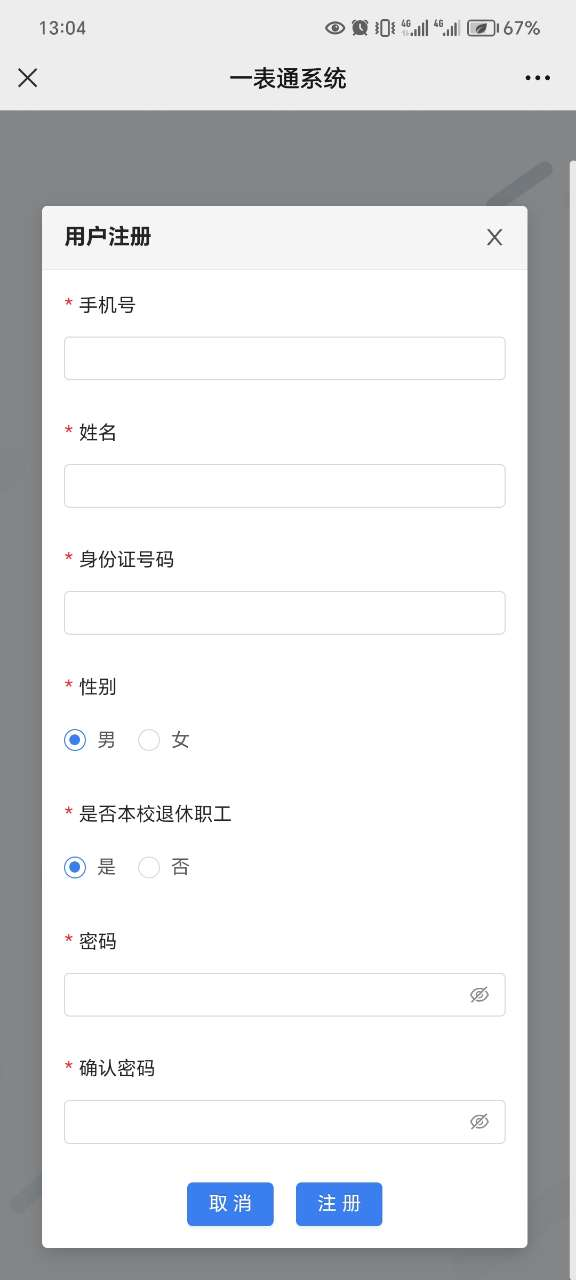 13:04
4G 4G 67%
一表通系统
用户注册
* 手机号
* 姓名
* 身份证号码
* 性别
男 女
* 是否本校退休职工
是 否
* 密码
* 确认密码
取 消 注 册